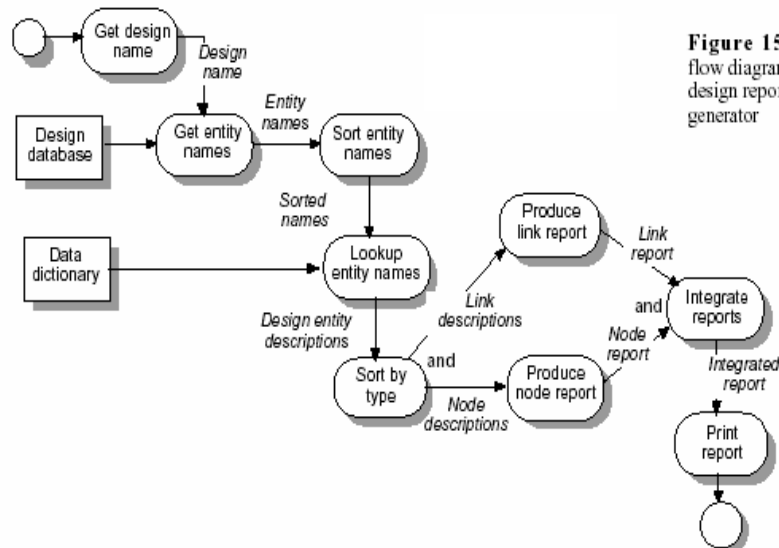 Get design
name
Design
name
Figure 15
flow diagram
design report
generator
Design
database
Get entity
names
Entity
names
Sort entity
names
Sorted
names
Data
dictionary
Lookup
entity names
Design entity
descriptions
Sort by
type
and
Link
descriptions
Node
descriptions
Produce
link report
Produce
node report
Link
report
and
Node
report
Integrate
reports
Integrated
report
Print
report